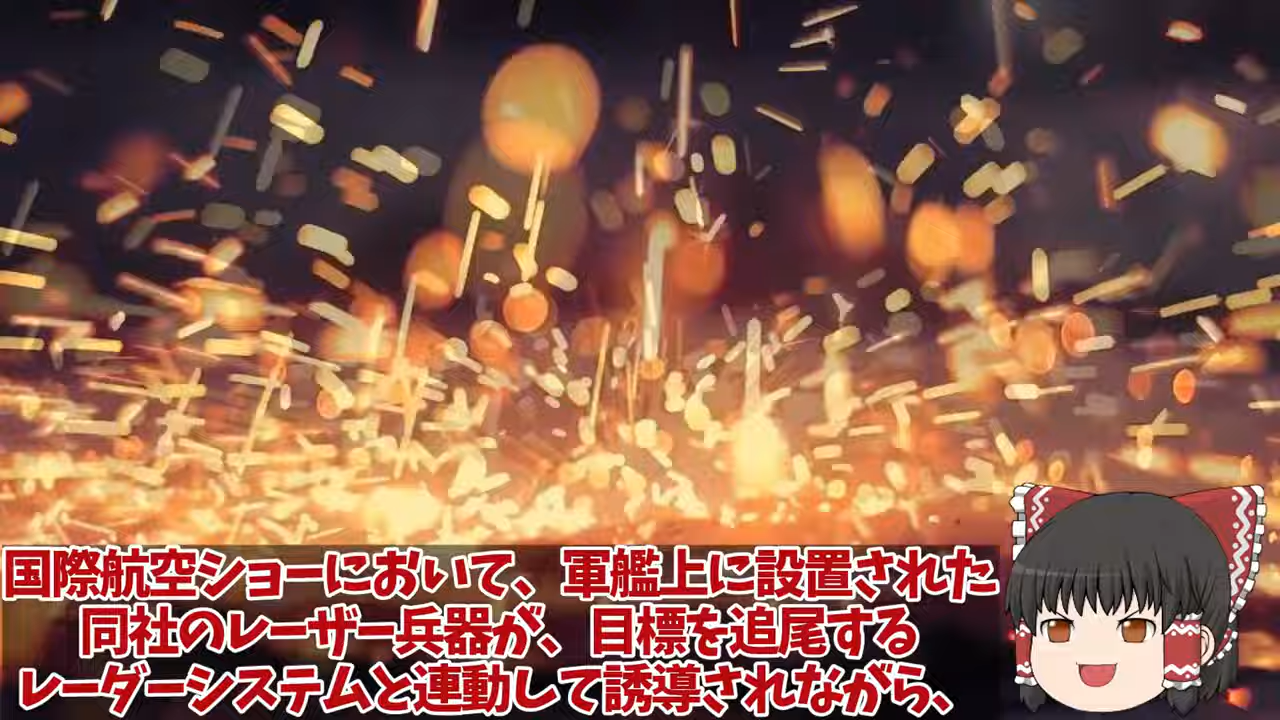 国際航空ショーにおいて、軍艦上に設置された
同社のレーザー兵器が、目標を追尾する
レーダーシステムと連動して誘導されながら、